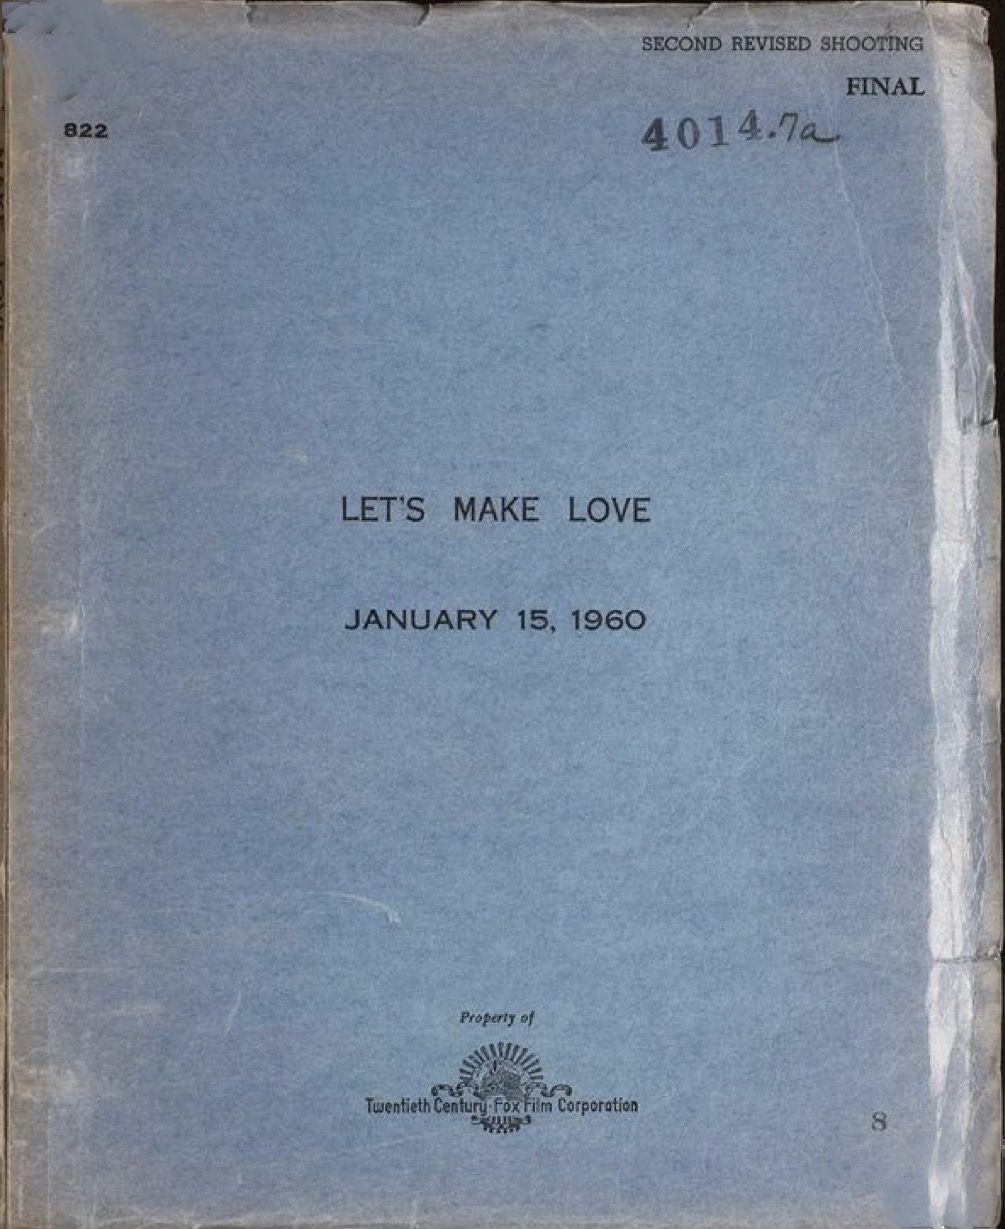 SECOND REVISED SHOOTING
FINAL
822
4014.7a
LET'S MAKE LOVE
JANUARY 15, 1960
Property of
Twentieth Century-Fox Film Corporation
8